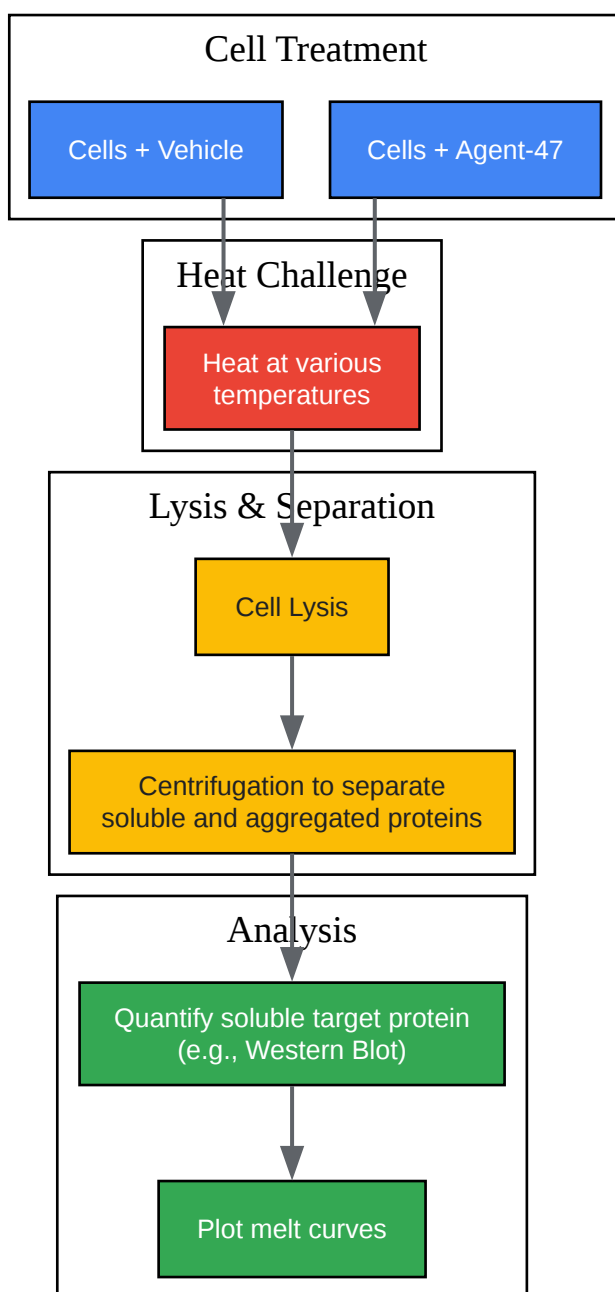 Cell Treatment
Cells + Vehicle
Cells + Agent-47
Heat Challenge
Heat at various
temperatures
Lysis & Separation
Cell Lysis
Centrifugation to separate
soluble and aggregated proteins
Analysis
Quantify soluble target protein
(e.g., Western Blot)
Plot melt curves